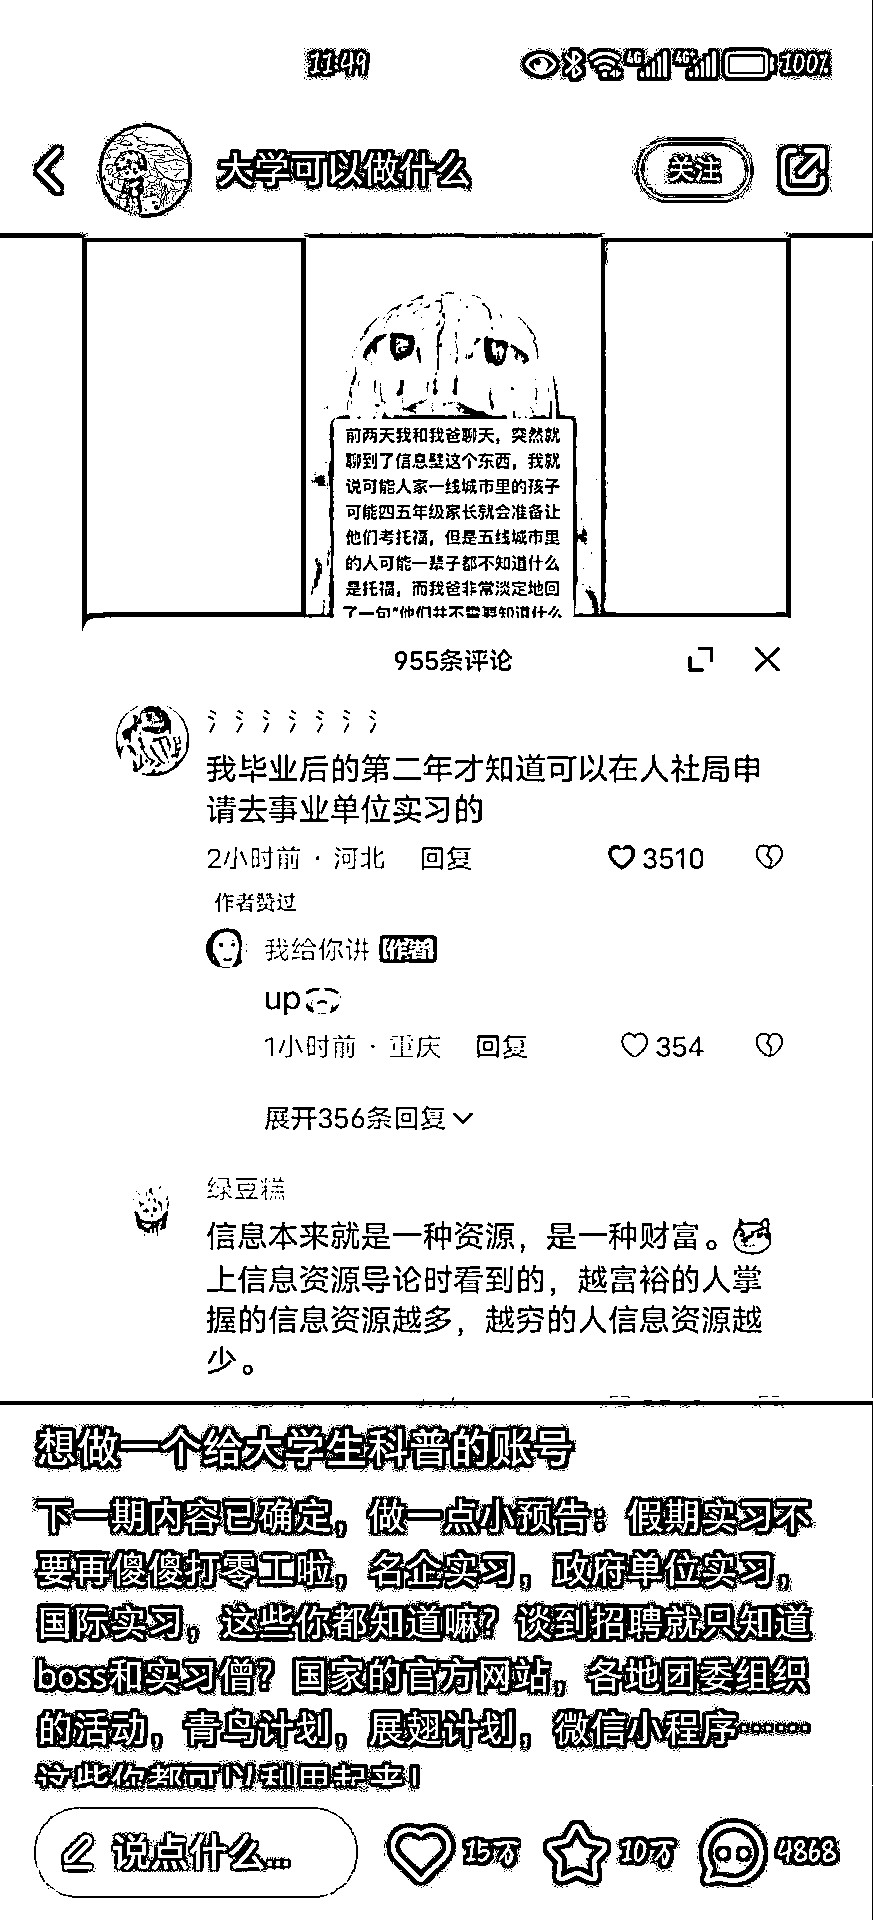 11:49 4G 4G 100%
大学可以做什么 关注
前两天我和我爸聊天，突然就
聊到了信息壁这个东西，我就
说可能人家一线城市里的孩子
可能四五年级家长就会准备让
他们考托福，但是五线城市里
的人可能一辈子都不知道什么
是托福，而我爸非常淡定地回
了一句“他们并不需要知道什么
955条评论
氵氵氵氵氵氵氵
我毕业后的第二年才知道可以在人社局申
请去事业单位实习的
2小时前 · 河北 回复 3510
作者赞过
我给你讲 作者
up
1小时前 · 重庆 回复 354
展开356条回复
绿豆糕
信息本来就是一种资源，是一种财富。
上信息资源导论时看到的，越富裕的人掌
握的信息资源越多，越穷的人信息资源越
少。
想做一个给大学生科普的账号
下一期内容已确定，做一点小预告：假期实习不
要再傻傻打零工啦，名企实习，政府单位实习，
国际实习，这些你都知道嘛？谈到招聘就只知道
boss和实习僧？国家的官方网站，各地团委组织
的活动，青鸟计划，展翅计划，微信小程序……
这些你都可以利用起来！
说点什么... 15万 10万 4868